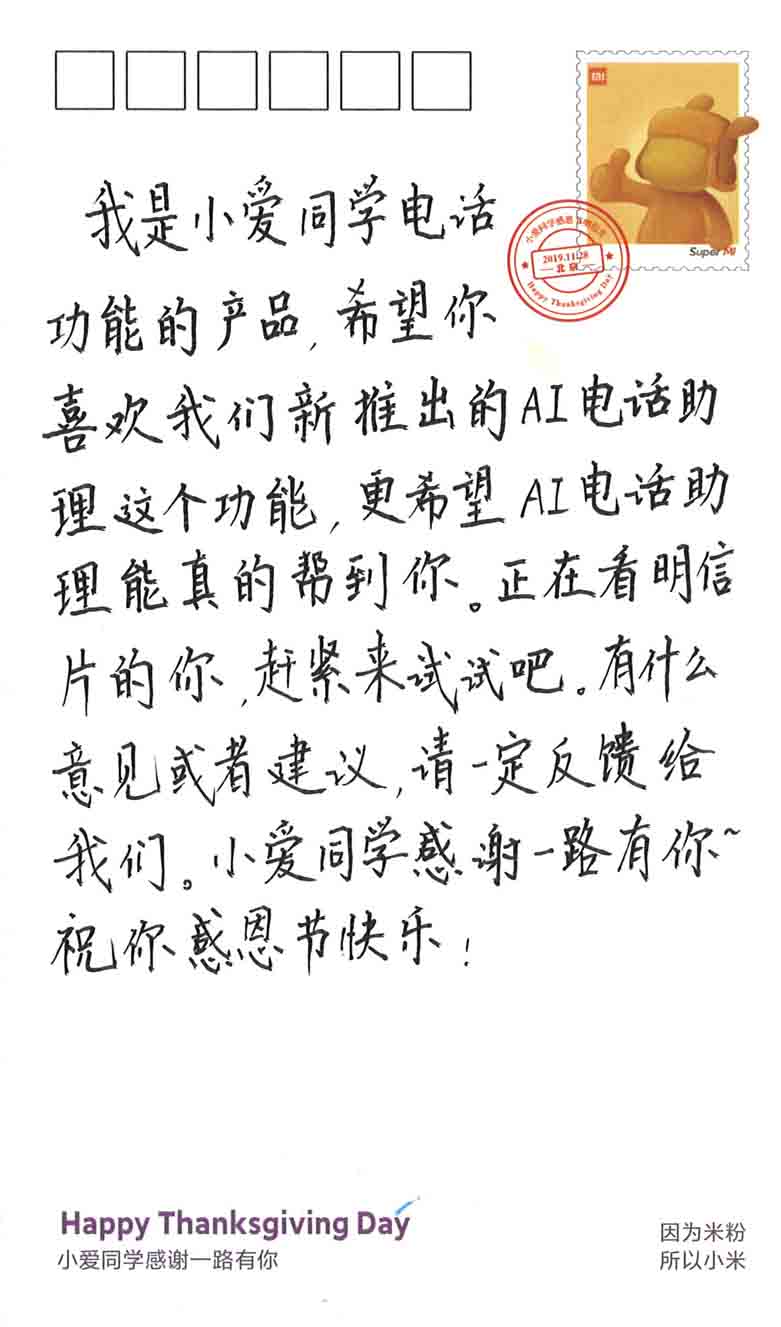 MI
Super MI
小爱同学感恩节明信片
2019.11.28
北京
Happy Thanksgiving Day
我是小爱同学电话
功能的产品,希望你
喜欢我们新推出的AI电话助
理这个功能,更希望AI电话助
理能真的帮到你。正在看明信
片的你,赶紧来试试吧。有什么
意见或者建议,请一定反馈给
我们。小爱同学感谢一路有你~
祝你感恩节快乐!
Happy Thanksgiving Day
小爱同学感谢一路有你
因为米粉
所以小米